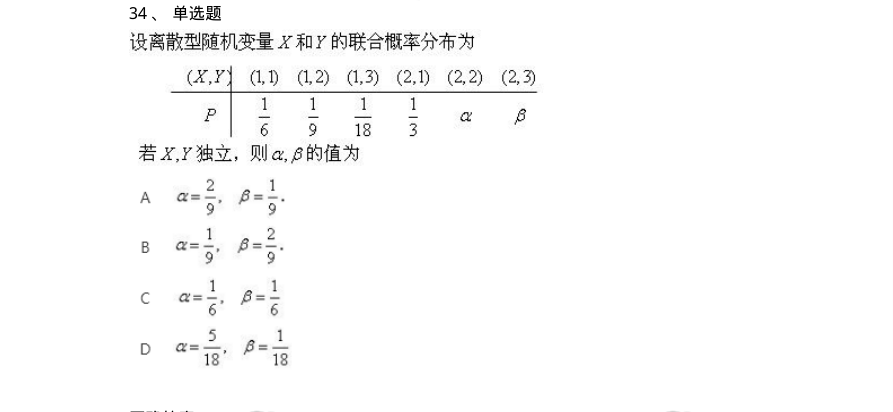 34、 单选题
设离散型随机变量 X 和Y 的联合概率分布为
(X,Y) (1,1) (1,2) (1,3) (2,1) (2,2) (2,3)
P 1/6 1/9 1/18 1/3 α β
若 X,Y 独立，则 α,β 的值为
A α=2/9, β=1/9.
B α=1/9, β=2/9.
C α=1/6, β=1/6
D α=5/18, β=1/18